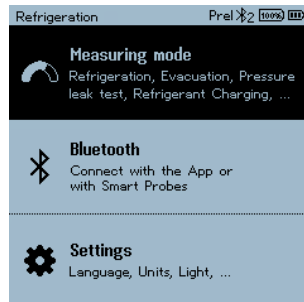 Refrigeration Prel 2 100%
Measuring mode
Refrigeration, Evacuation, Pressure
leak test, Refrigerant Charging, ...
Bluetooth
Connect with the App or
with Smart Probes
Settings
Language, Units, Light, ...